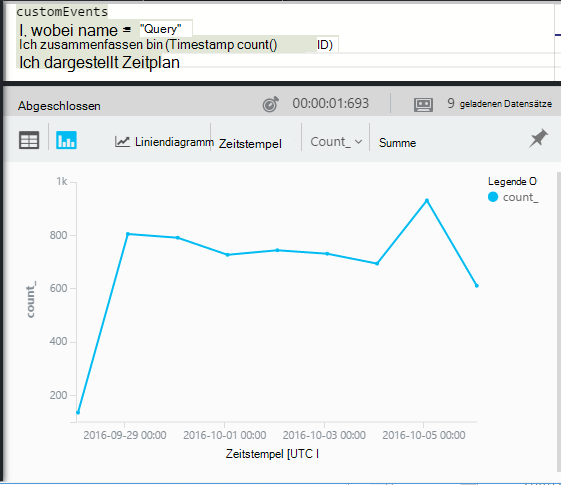 customEvents
I, wobei name = "Query"
Ich zusammenfassen bin (Timestamp count() ID)
Ich dargestellt Zeitplan
Abgeschlossen 00:00:01:693 9 geladenen Datensätze
Liniendiagramm Zeitstempel Count_ Summe
Legende O
count_
1k
800
600
400
200
count_
2016-09-29 00:00 2016-10-01 00:00 2016-10-03 00:00 2016-10-05 00:00
Zeitstempel [UTC I